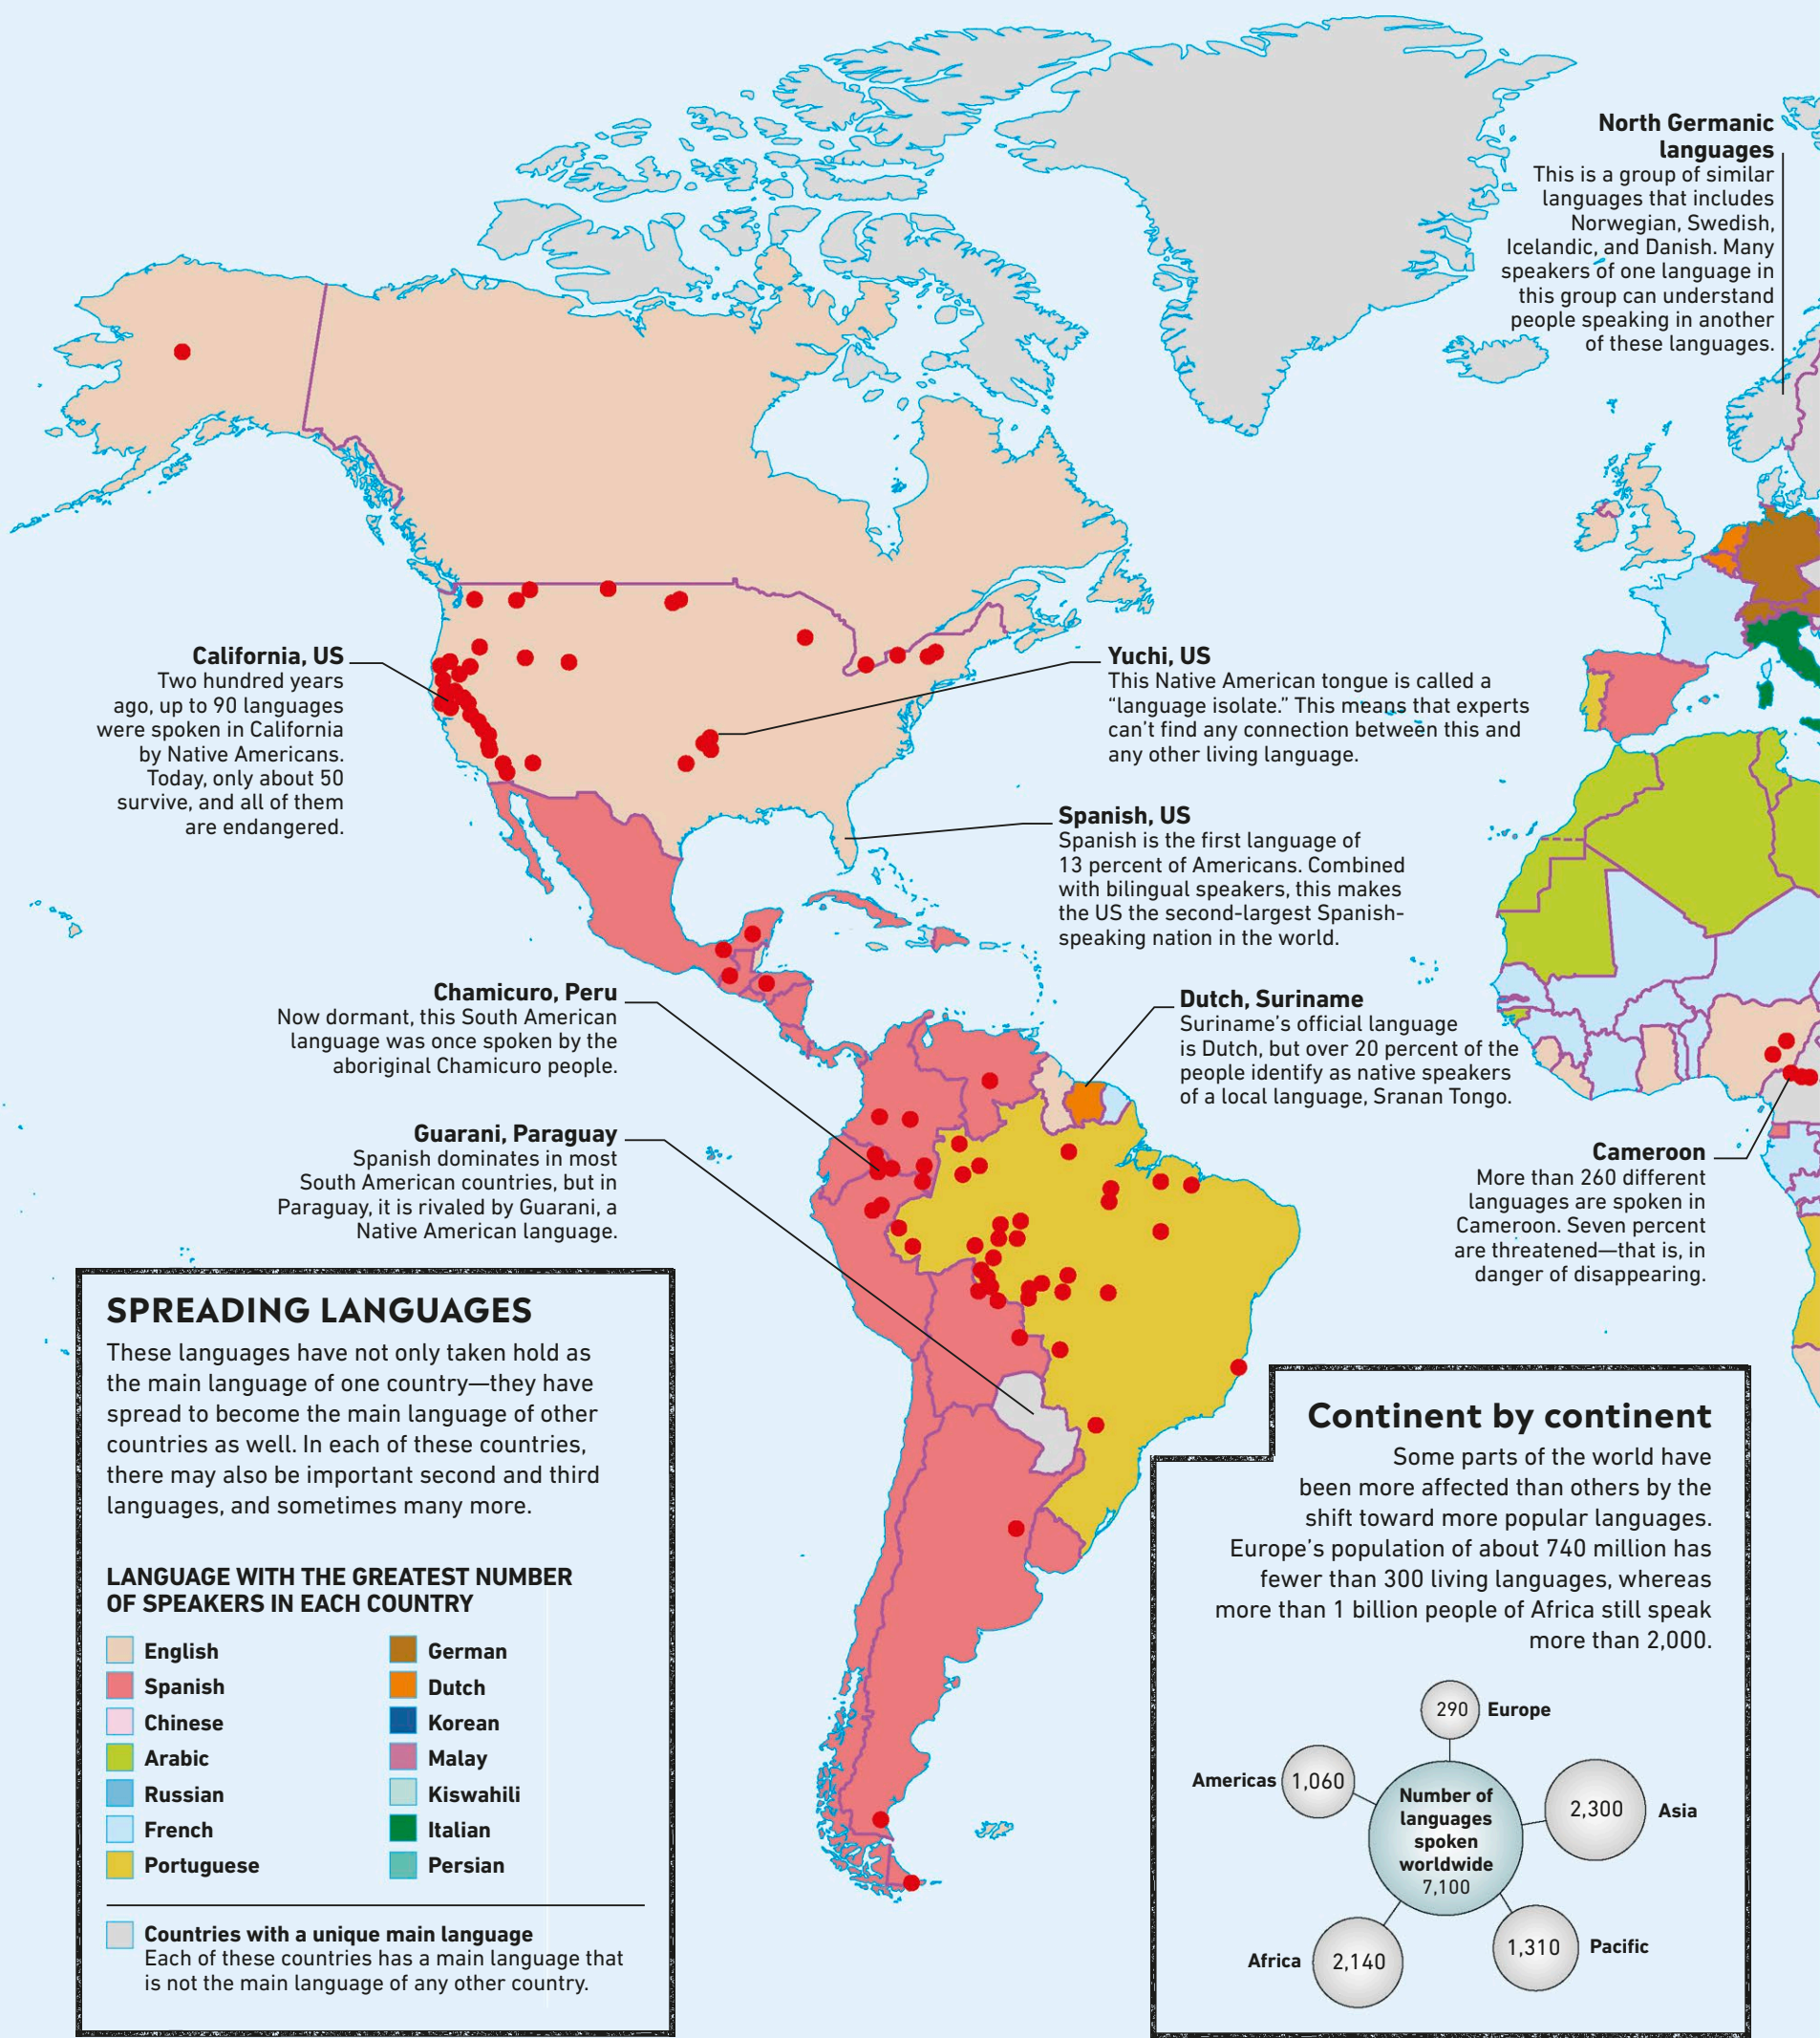 North Germanic
languages
This is a group of similar
languages that includes
Norwegian, Swedish,
Icelandic, and Danish. Many
speakers of one language in
this group can understand
people speaking in another
of these languages.
California, US
Two hundred years
ago, up to 90 languages
were spoken in California
by Native Americans.
Today, only about 50
survive, and all of them
are endangered.
Yuchi, US
This Native American tongue is called a
“language isolate.” This means that experts
can’t find any connection between this and
any other living language.
Spanish, US
Spanish is the first language of
13 percent of Americans. Combined
with bilingual speakers, this makes
the US the second-largest Spanish-
speaking nation in the world.
Chamicuro, Peru
Now dormant, this South American
language was once spoken by the
aboriginal Chamicuro people.
Dutch, Suriname
Suriname’s official language
is Dutch, but over 20 percent of the
people identify as native speakers
of a local language, Sranan Tongo.
Guarani, Paraguay
Spanish dominates in most
South American countries, but in
Paraguay, it is rivaled by Guarani, a
Native American language.
Cameroon
More than 260 different
languages are spoken in
Cameroon. Seven percent
are threatened—that is, in
danger of disappearing.
SPREADING LANGUAGES
These languages have not only taken hold as
the main language of one country—they have
spread to become the main language of other
countries as well. In each of these countries,
there may also be important second and third
languages, and sometimes many more.
LANGUAGE WITH THE GREATEST NUMBER
OF SPEAKERS IN EACH COUNTRY
English
Spanish
Chinese
Arabic
Russian
French
Portuguese
German
Dutch
Korean
Malay
Kiswahili
Italian
Persian
Countries with a unique main language
Each of these countries has a main language that
is not the main language of any other country.
Continent by continent
Some parts of the world have
been more affected than others by the
shift toward more popular languages.
Europe’s population of about 740 million has
fewer than 300 living languages, whereas
more than 1 billion people of Africa still speak
more than 2,000.
290 Europe
Americas 1,060
Number of
languages
spoken
worldwide
7,100
2,300 Asia
Africa 2,140
1,310 Pacific